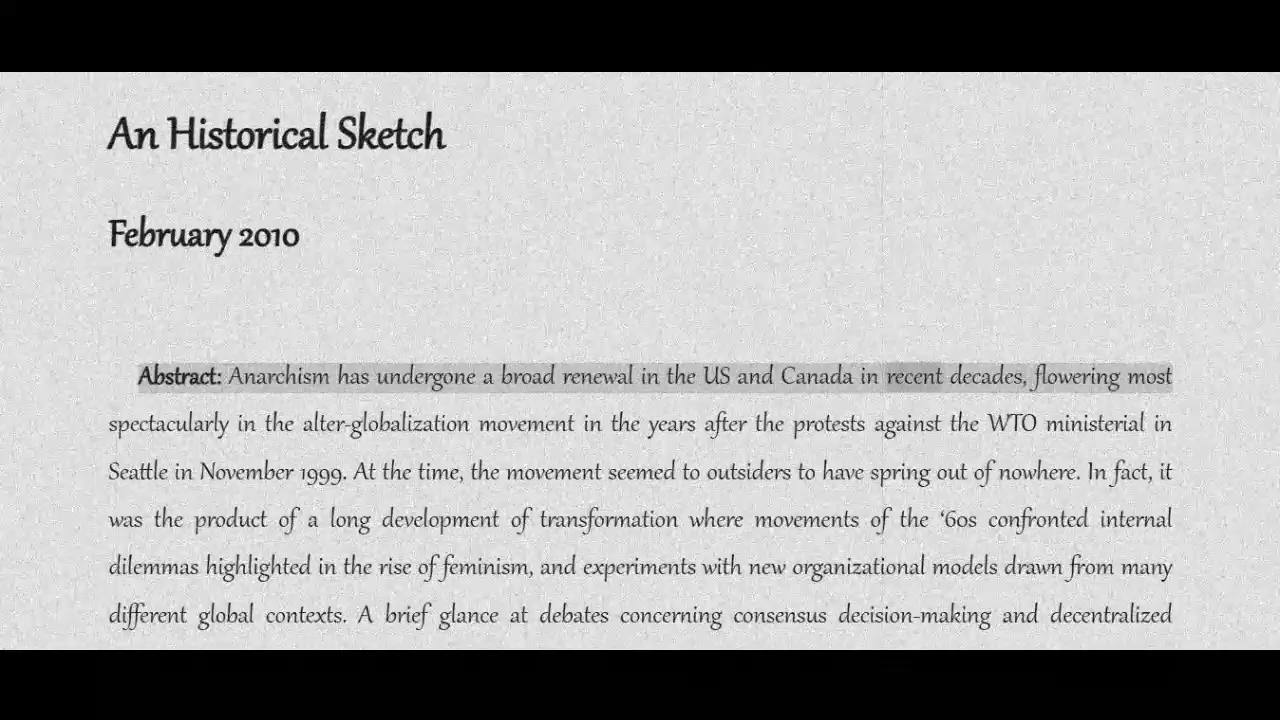 An Historical Sketch
February 2010
Abstract: Anarchism has undergone a broad renewal in the US and Canada in recent decades, flowering most
spectacularly in the alter-globalization movement in the years after the protests against the WTO ministerial in
Seattle in November 1999. At the time, the movement seemed to outsiders to have spring out of nowhere. In fact, it
was the product of a long development of transformation where movements of the ‘60s confronted internal
dilemmas highlighted in the rise of feminism, and experiments with new organizational models drawn from many
different global contexts. A brief glance at debates concerning consensus decision-making and decentralized